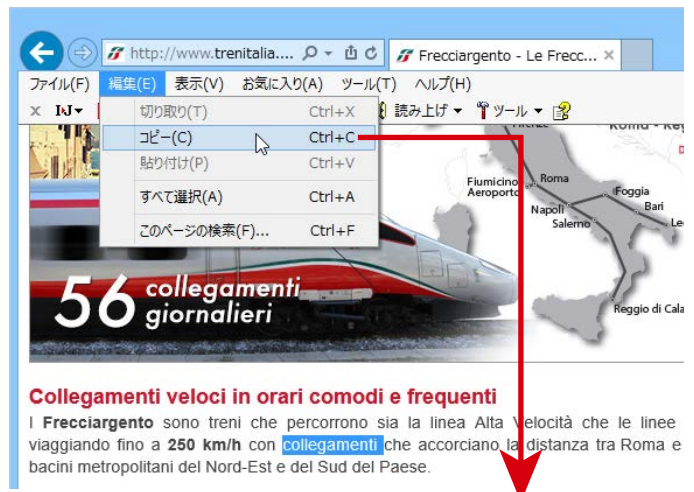 http://www.trenitalia....
Frecciargento - Le Frecc...
ファイル(F) 編集(E) 表示(V) お気に入り(A) ツール(T) ヘルプ(H)
読み上げ ツール
切り取り(T) Ctrl+X
コピー(C) Ctrl+C
貼り付け(P) Ctrl+V
すべて選択(A) Ctrl+A
このページの検索(F)... Ctrl+F
Fiumicino
Aeroporto
Roma
Foggia
Napoli
Bari
Salerno
Reggio di Cala
56 collegamenti
giornalieri
Collegamenti veloci in orari comodi e frequenti
I Frecciargento sono treni che percorrono sia la linea Alta Velocità che le linee
viaggiando fino a 250 km/h con collegamenti che accorciano la distanza tra Roma e
bacini metropolitani del Nord-Est e del Sud del Paese.